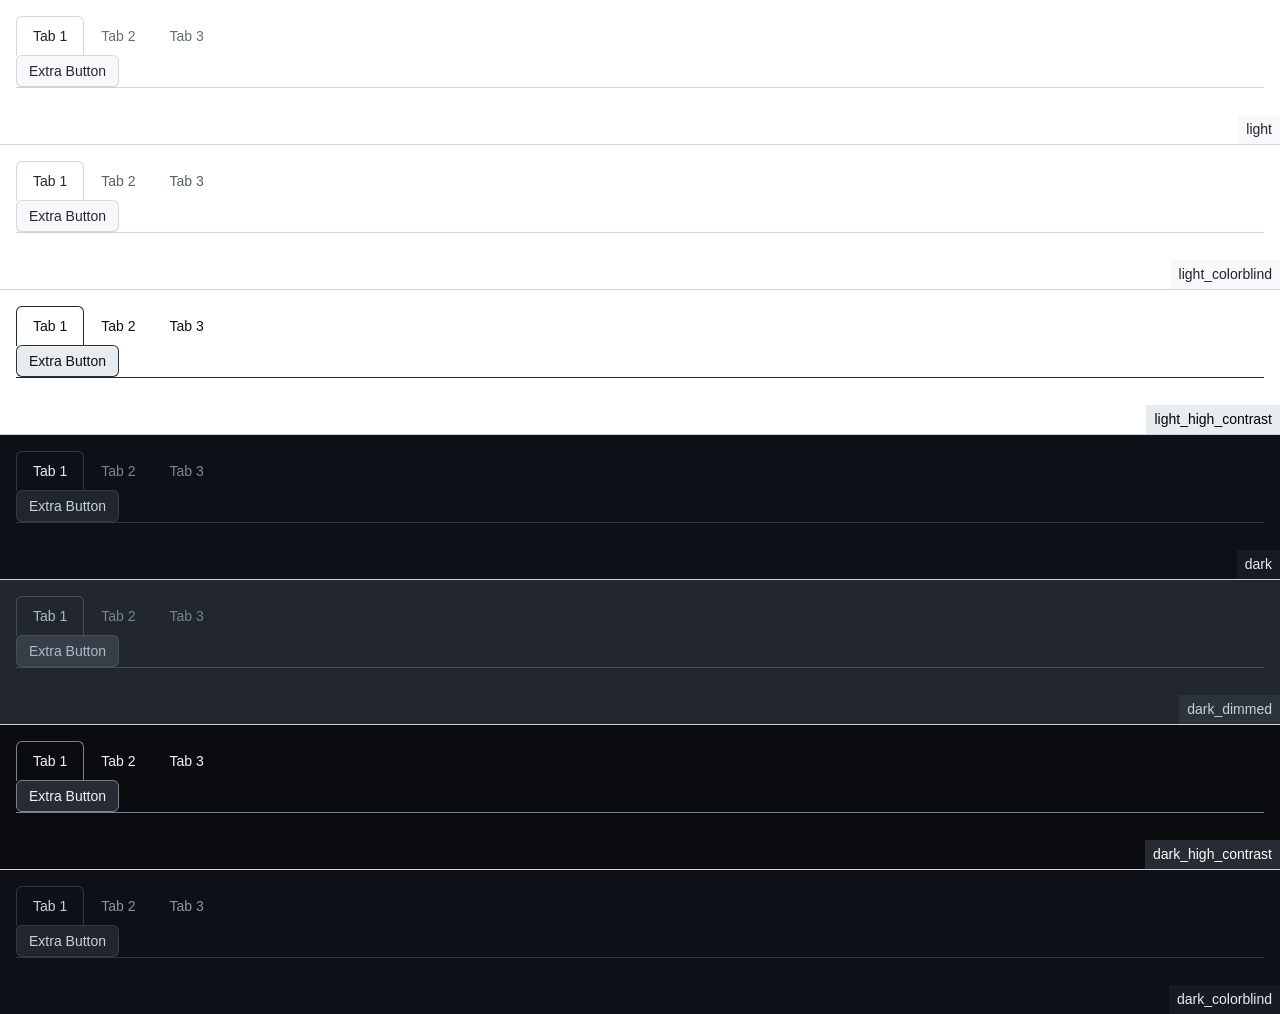 Tab 1 Tab 2 Tab 3
Extra Button
light
Tab 1 Tab 2 Tab 3
Extra Button
light_colorblind
Tab 1 Tab 2 Tab 3
Extra Button
light_high_contrast
Tab 1 Tab 2 Tab 3
Extra Button
dark
Tab 1 Tab 2 Tab 3
Extra Button
dark_dimmed
Tab 1 Tab 2 Tab 3
Extra Button
dark_high_contrast
Tab 1 Tab 2 Tab 3
Extra Button
dark_colorblind